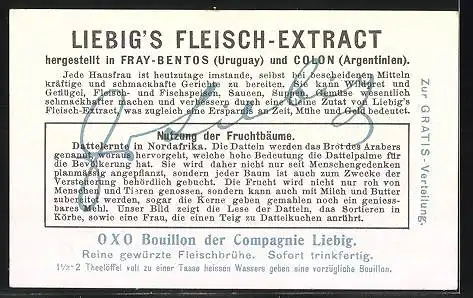 LIEBIG'S FLEISCH-EXTRACT
hergestellt in FRAY-BENTOS (Uruguay) und COLON (Argentinien).
Jede Hausfrau ist heutzutage imstande, selbst bei bescheidenen Mitteln
kräftige und schmackhafte Gerichte zu bereiten. Sie kann Wildpret und
Geflügel, Fleisch- und Fischspeisen, Saucen, Suppen, Gemüse wesentlich
schmackhafter machen und verbessern durch eine kleine Zutat von Liebig's
Fleisch-Extract, was zugleich eine Ersparnis an Zeit, Mühe und Geld bedeutet.
Nutzung der Fruchtbäume.
Dattelernte in Nordafrika. Die Datteln werden das Brot des Arabers
genannt, woraus hervorgeht, welche hohe Bedeutung die Dattelpalme für
die Bevölkerung hat. Sie wird daher nicht nur seit Menschengedenken
planmässig angepflanzt, sondern jeder Baum ist auch zum Zwecke der
Versteuerung behördlich gebucht. Die Frucht wird nicht nur roh von
Menschen und Tieren genossen, sondern kann auch mit Milch und Butter
zubereitet werden, sogar die Kerne geben gemahlen noch ein geniess-
bares Mehl. Unser Bild zeigt die Lese der Datteln, das Sortieren in
Körbe, sowie eine Frau, die einen Teig zu Dattelkuchen anrührt.
OXO Bouillon der Compagnie Liebig.
Reine gewürzte Fleischbrühe. Sofort trinkfertig.
1½-2 Theelöffel voll zu einer Tasse heissen Wassers geben eine vorzügliche Bouillon.
Zur GRATIS-Verteilung.